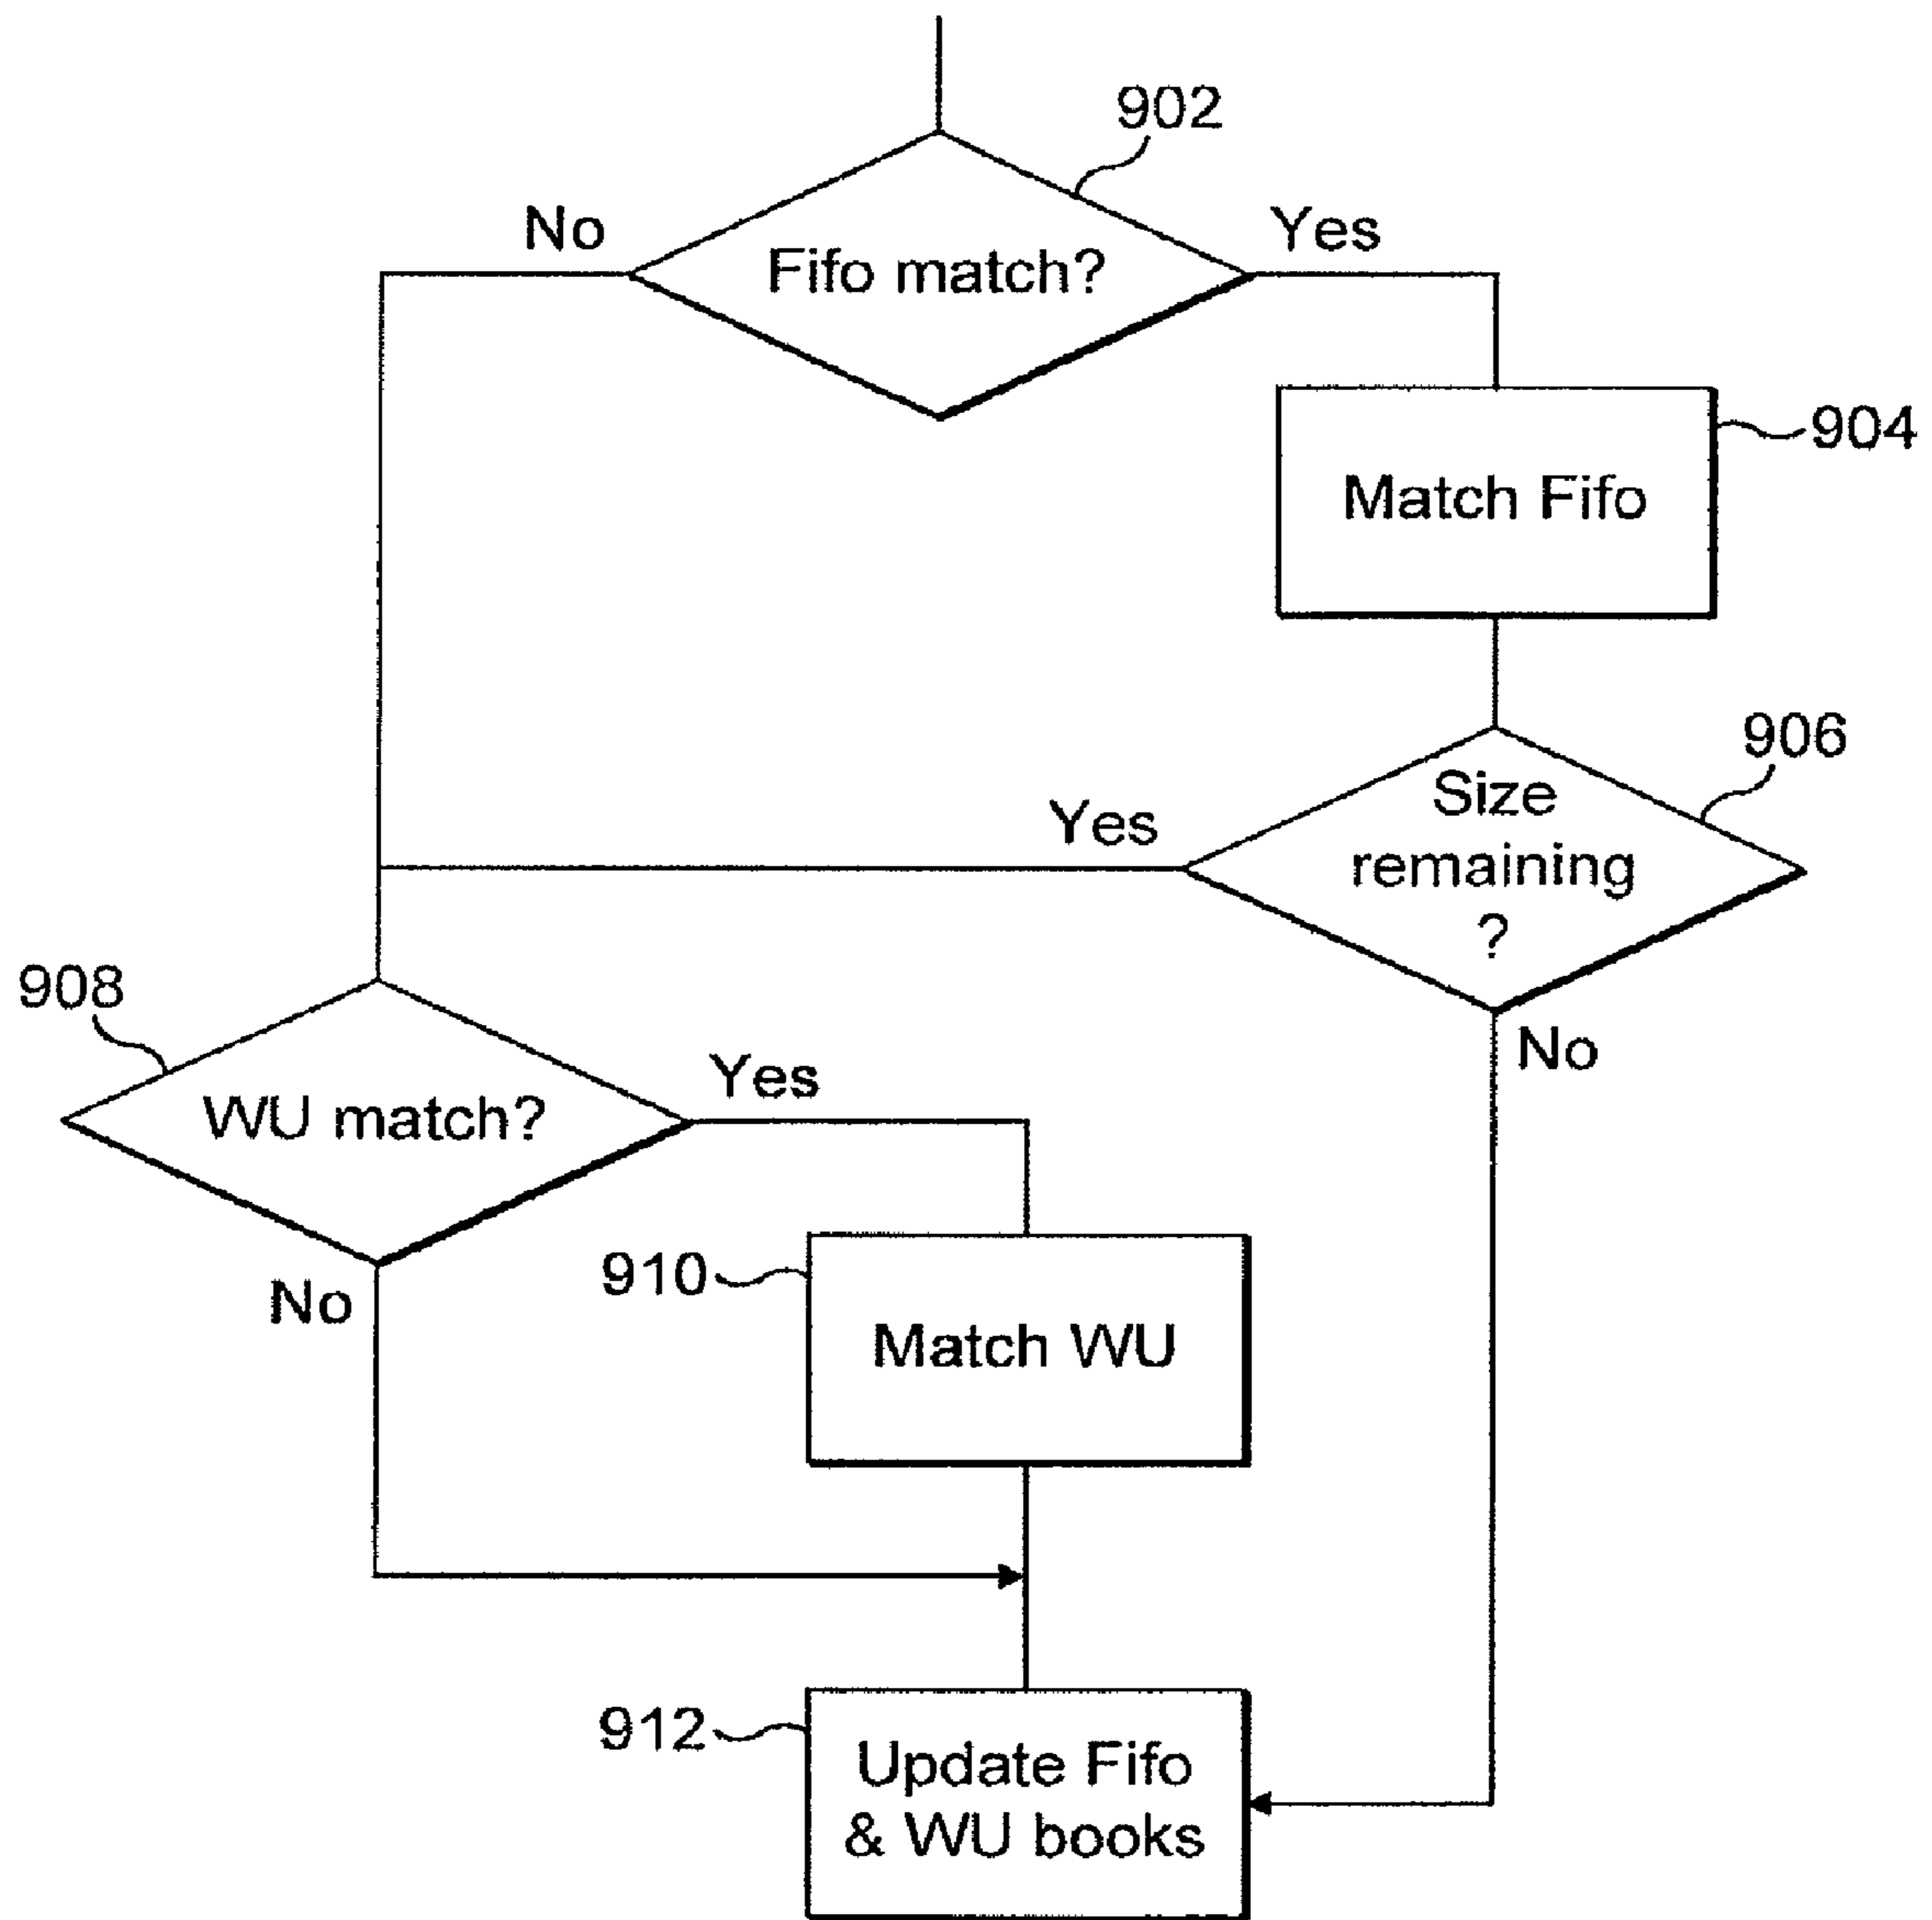 902
No
Yes
Fifo match?
904
Match Fifo
906
Size
Yes
remaining
?
908
No
Yes
WU match?
910
No
Match WU
912
Update Fifo
& WU books